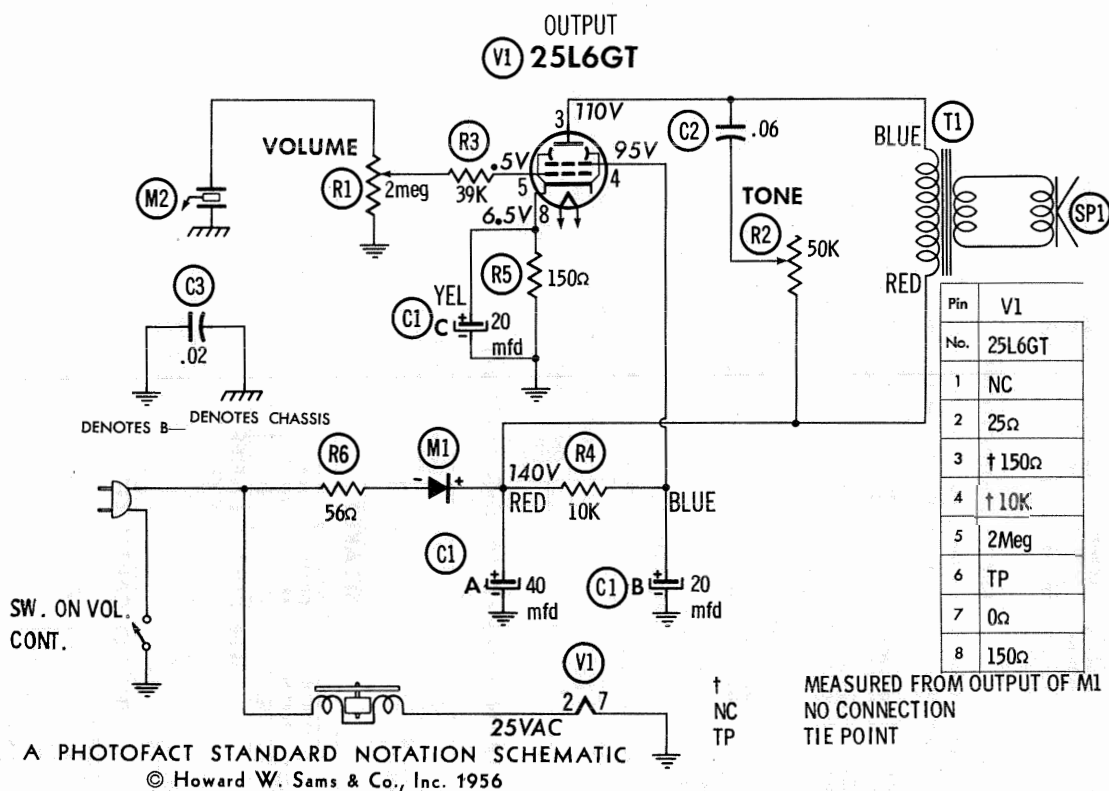 OUTPUT
V1 25L6GT
3 110V
C2 .06
T1
BLUE
VOLUME
R3
.5V
95V
M2
R1
2meg
39K
5
4
6.5V
8
TONE
R2
50K
SP1
RED
R5
150Ω
C3
.02
YEL
C1 C
+
-
20
mfd
DENOTES B—
DENOTES CHASSIS
R6
56Ω
M1
- +
140V
RED
R4
10K
BLUE
C1
A
+
-
40
mfd
C1 B
+
-
20
mfd
SW. ON VOL.
CONT.
V1
2 7
25VAC
Pin V1
No. 25L6GT
1 NC
2 25Ω
3 † 150Ω
4 † 10K
5 2Meg
6 TP
7 0Ω
8 150Ω
† MEASURED FROM OUTPUT OF M1
NC NO CONNECTION
TP TIE POINT
A PHOTOFACT STANDARD NOTATION SCHEMATIC
© Howard W. Sams & Co., Inc. 1956